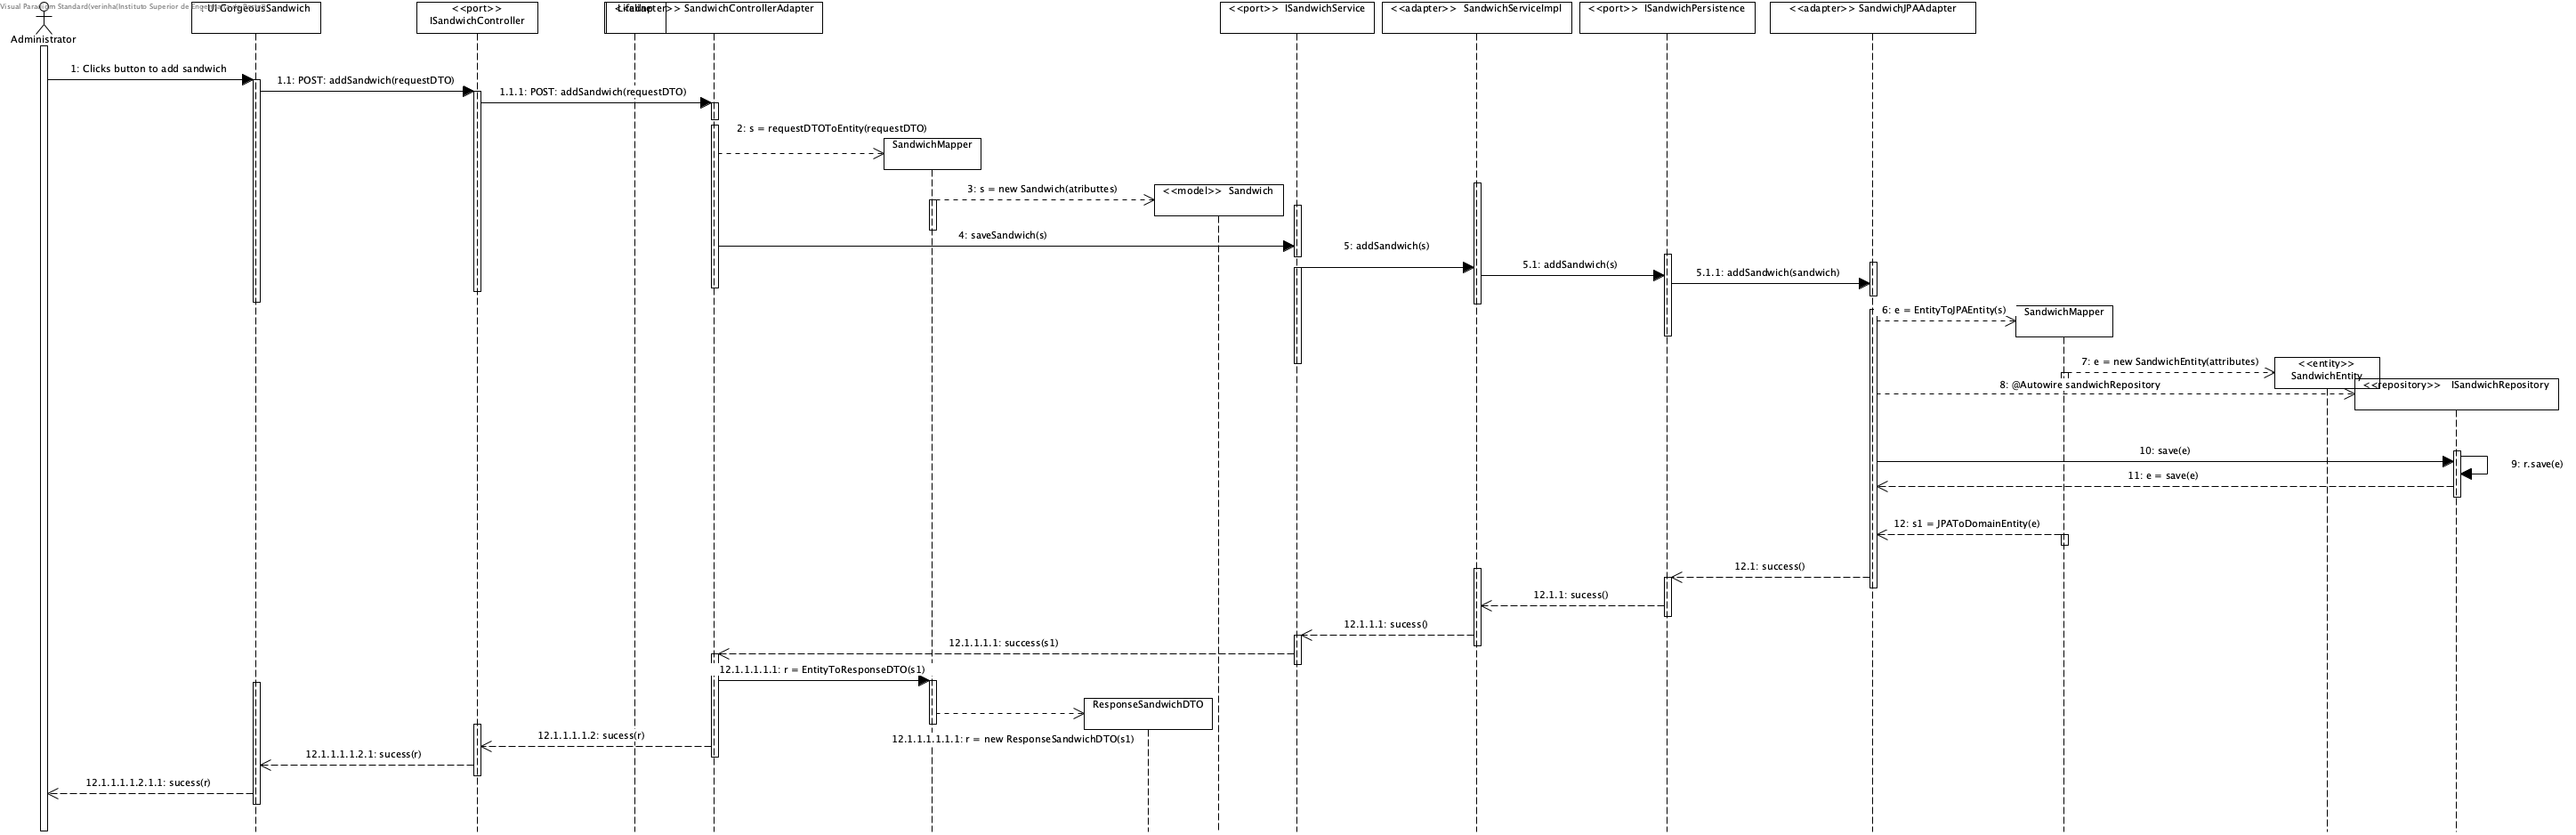 Visual Paradigm Standard(verinha(Instituto Superior de
UI GorgeousSandwich
<<port>>
ISandwichController
<<adapter>> SandwichControllerAdapter
<<port>> ISandwichService
<<adapter>> SandwichServiceImpl
<<port>> ISandwichPersistence
<<adapter>> SandwichJPAAdapter
Administrator
1: Clicks button to add sandwich
1.1: POST: addSandwich(requestDTO)
1.1.1: POST: addSandwich(requestDTO)
2: s = requestDTOToEntity(requestDTO)
SandwichMapper
3: s = new Sandwich(atributtes)
<<model>> Sandwich
4: saveSandwich(s)
5: addSandwich(s)
5.1: addSandwich(s)
5.1.1: addSandwich(sandwich)
6: e = EntityToJPAEntity(s)
SandwichMapper
7: e = new SandwichEntity(attributes)
<<entity>>
SandwichEntity
8: @Autowire sandwichRepository
<<repository>> ISandwichRepository
10: save(e)
9: r.save(e)
11: e = save(e)
12: s1 = JPAToDomainEntity(e)
12.1: success()
12.1.1: sucess()
12.1.1.1: sucess()
12.1.1.1.1: success(s1)
12.1.1.1.1.1: r = EntityToResponseDTO(s1)
ResponseSandwichDTO
12.1.1.1.1.1.1: r = new ResponseSandwichDTO(s1)
12.1.1.1.1.2: sucess(r)
12.1.1.1.1.2.1: sucess(r)
12.1.1.1.1.2.1.1: sucess(r)